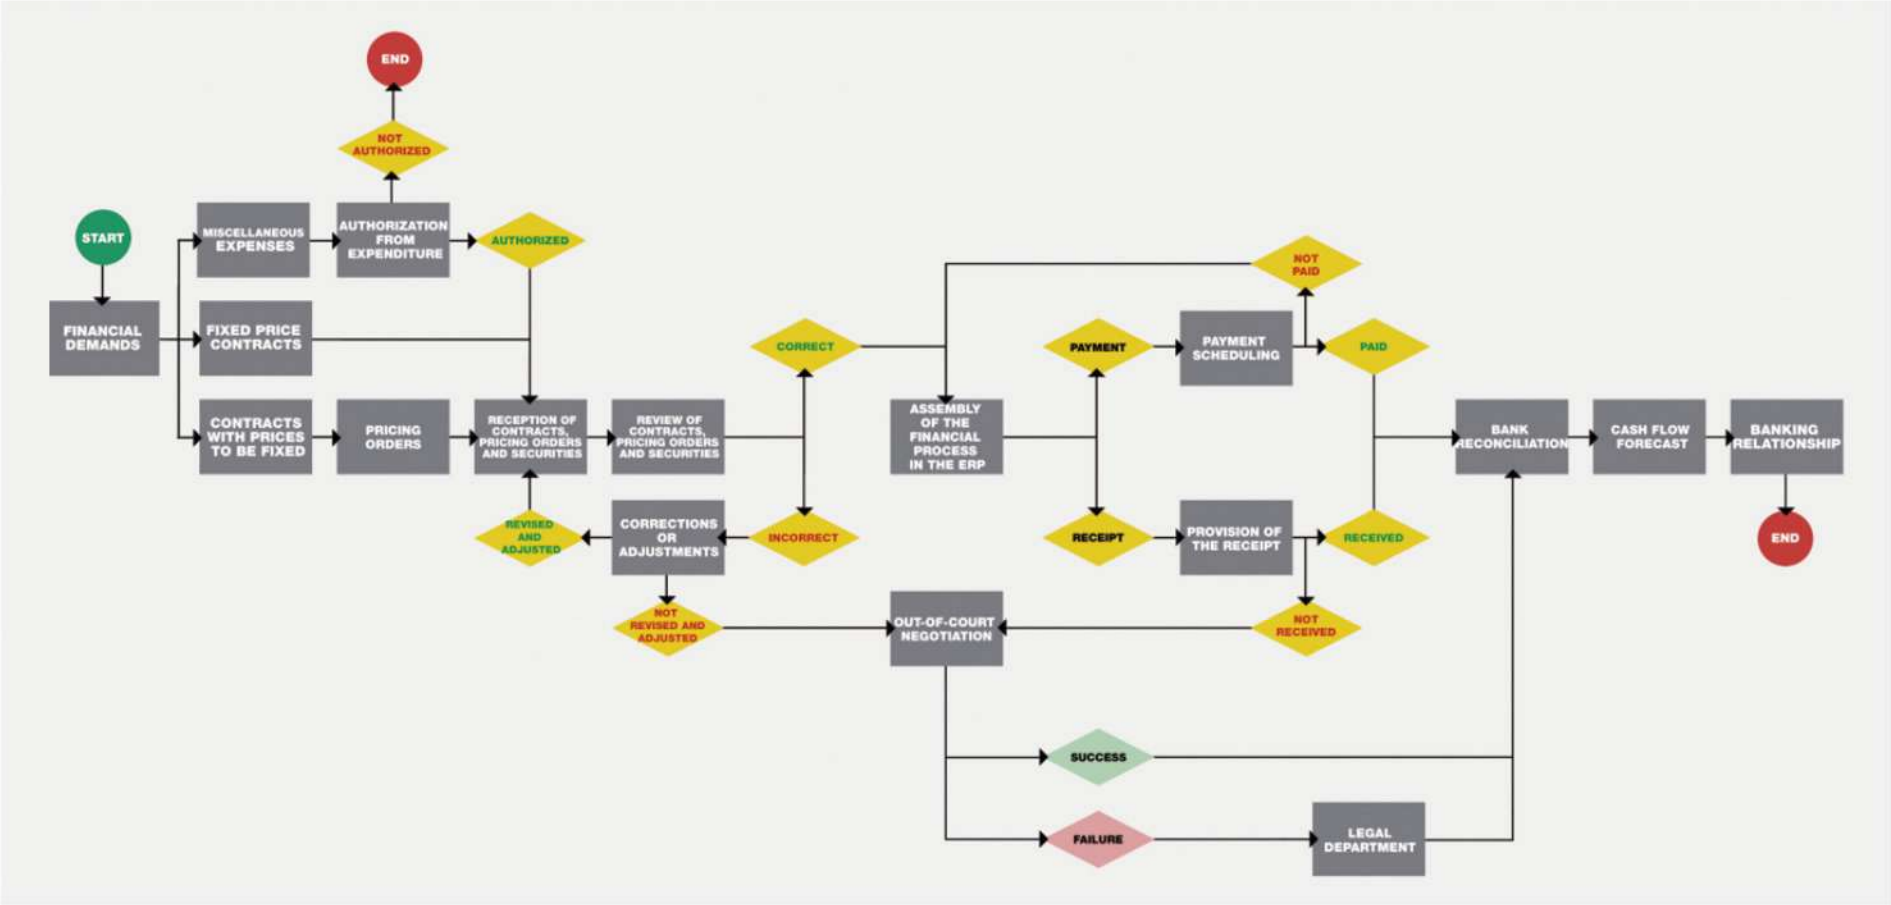 END
NOT
AUTHORIZED
START
MISCELLANEOUS
EXPENSES
AUTHORIZATION
FROM
EXPENDITURE
AUTHORIZED
FINANCIAL
DEMANDS
FIXED PRICE
CONTRACTS
CONTRACTS
WITH PRICES
TO BE FIXED
PRICING
ORDERS
RECEPTION OF
CONTRACTS,
PRICING ORDERS
AND SECURITIES
REVIEW OF
CONTRACTS,
PRICING ORDERS
AND SECURITIES
CORRECT
INCORRECT
CORRECTIONS
OR
ADJUSTMENTS
REVISED
AND
ADJUSTED
NOT
REVISED AND
ADJUSTED
ASSEMBLY
OF THE
FINANCIAL
PROCESS
IN THE ERP
PAYMENT
PAYMENT
SCHEDULING
NOT
PAID
PAID
RECEIPT
PROVISION OF
THE RECEIPT
RECEIVED
NOT
RECEIVED
OUT-OF-COURT
NEGOTIATION
SUCCESS
FAILURE
LEGAL
DEPARTMENT
BANK
RECONCILIATION
CASH FLOW
FORECAST
BANKING
RELATIONSHIP
END